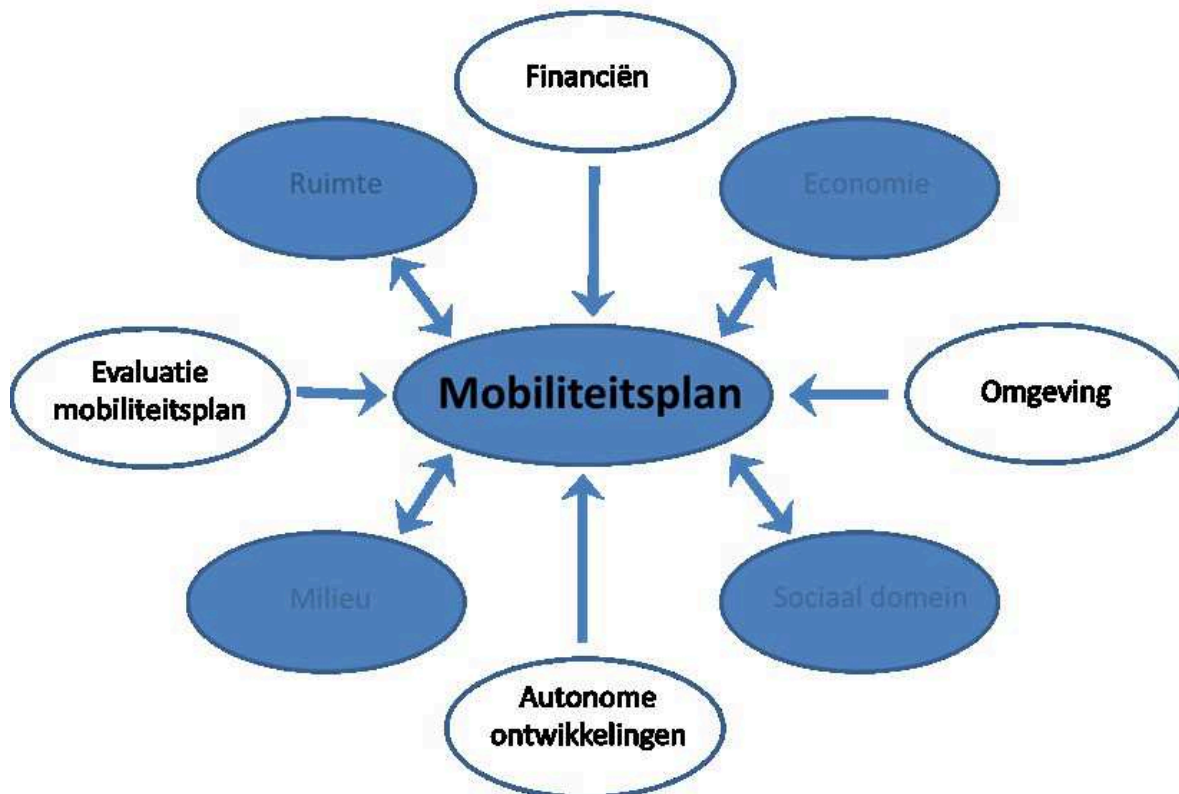 Financiën
Ruimte
Economie
Evaluatie
mobiliteitsplan
Mobiliteitsplan
Omgeving
Milieu
Sociaal domein
Autonome
ontwikkelingen